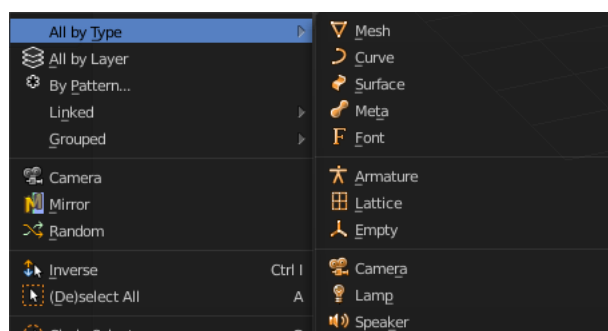 All by Type
All by Layer
By Pattern...
Linked
Grouped
Camera
Mirror
Random
Inverse Ctrl I
(De)select All A
Mesh
Curve
Surface
Meta
Font
Armature
Lattice
Empty
Camera
Lamp
Speaker